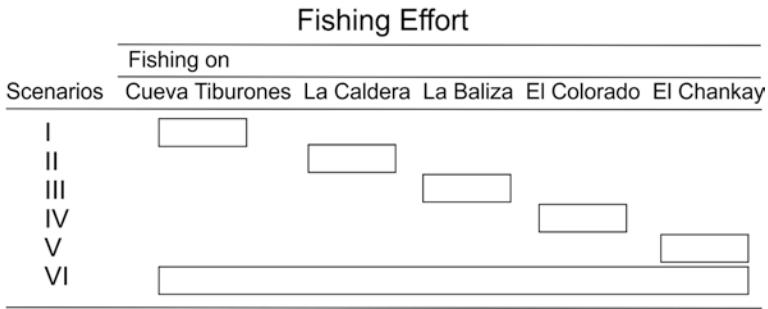 Fishing Effort
Fishing on
Scenarios Cueva Tiburones La Caldera La Baliza El Colorado El Chankay
I
II
III
IV
V
VI